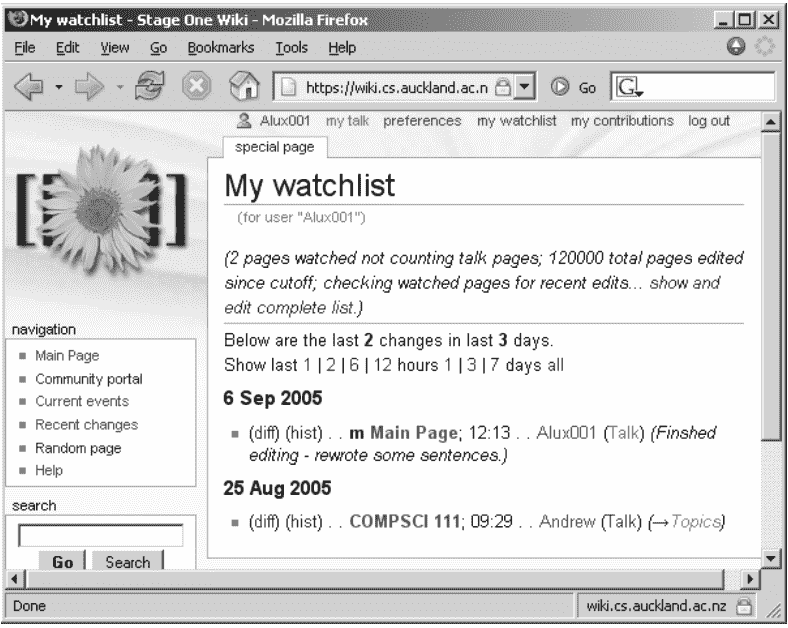 My watchlist - Stage One Wiki - Mozilla Firefox
File Edit View Go Bookmarks Tools Help
https://wiki.cs.auckland.ac.n Go G
Alux001 my talk preferences my watchlist my contributions log out
special page
My watchlist
(for user "Alux001")
(2 pages watched not counting talk pages; 120000 total pages edited
since cutoff; checking watched pages for recent edits... show and
edit complete list.)
Below are the last 2 changes in last 3 days.
Show last 1 | 2 | 6 | 12 hours 1 | 3 | 7 days all
6 Sep 2005
(diff) (hist) . . m Main Page; 12:13 . . Alux001 (Talk) (Finshed
editing - rewrote some sentences.)
25 Aug 2005
(diff) (hist) . . COMPSCI 111; 09:29 . . Andrew (Talk) (→Topics)
navigation
Main Page
Community portal
Current events
Recent changes
Random page
Help
search
Go Search
Done wiki.cs.auckland.ac.nz